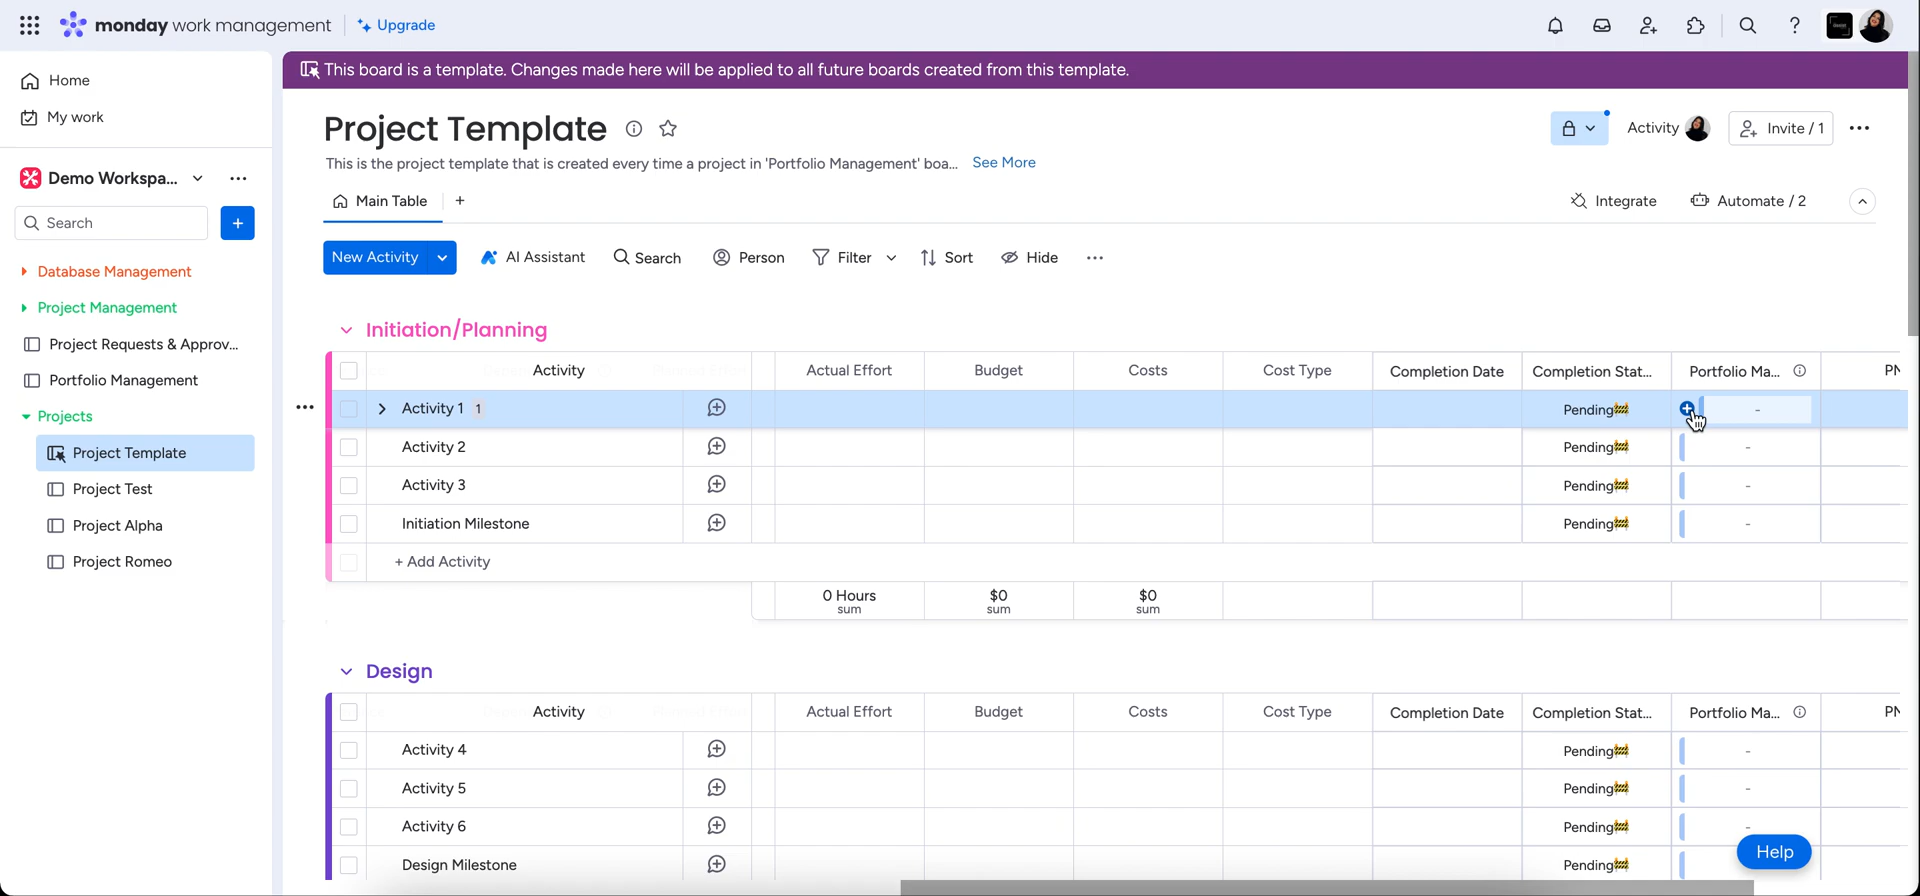 monday work management
Upgrade
Home
My work
Demo Workspa...
Search
Database Management
Project Management
Project Requests & Approv...
Portfolio Management
Projects
Project Template
Project Test
Project Alpha
Project Romeo
This board is a template. Changes made here will be applied to all future boards created from this template.
Project Template
Activity
Invite / 1
This is the project template that is created every time a project in 'Portfolio Management' boa... See More
Main Table
Integrate
Automate / 2
New Activity
AI Assistant
Search
Person
Filter
Sort
Hide
Initiation/Planning
Activity Actual Effort Budget Costs Cost Type Completion Date Completion Stat... Portfolio Ma...
Activity 1 1 Pending🚧 -
Activity 2 Pending🚧 -
Activity 3 Pending🚧 -
Initiation Milestone Pending🚧 -
+ Add Activity
0 Hours $0 $0
sum sum sum
Design
Activity Actual Effort Budget Costs Cost Type Completion Date Completion Stat... Portfolio Ma...
Activity 4 Pending🚧 -
Activity 5 Pending🚧 -
Activity 6 Pending🚧 -
Design Milestone Pending🚧
Help